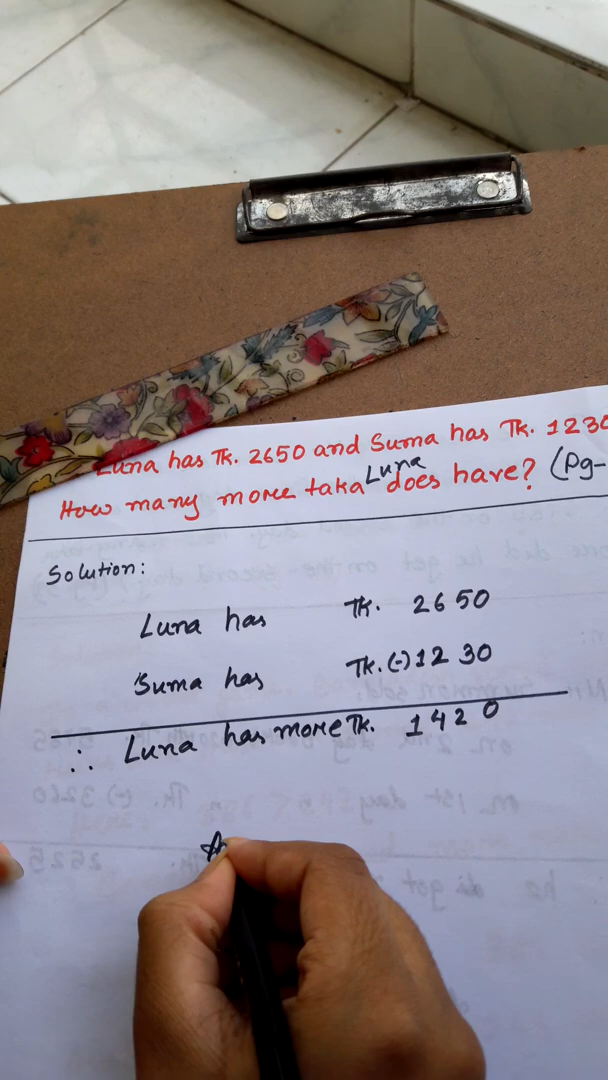 Luna has Tk. 2650 and Suma has Tk. 1230
How many more taka Luna does have? (Pg-
Solution:
Luna has Tk. 2650
Suma has Tk. (-) 1230
∴ Luna has more Tk. 1420